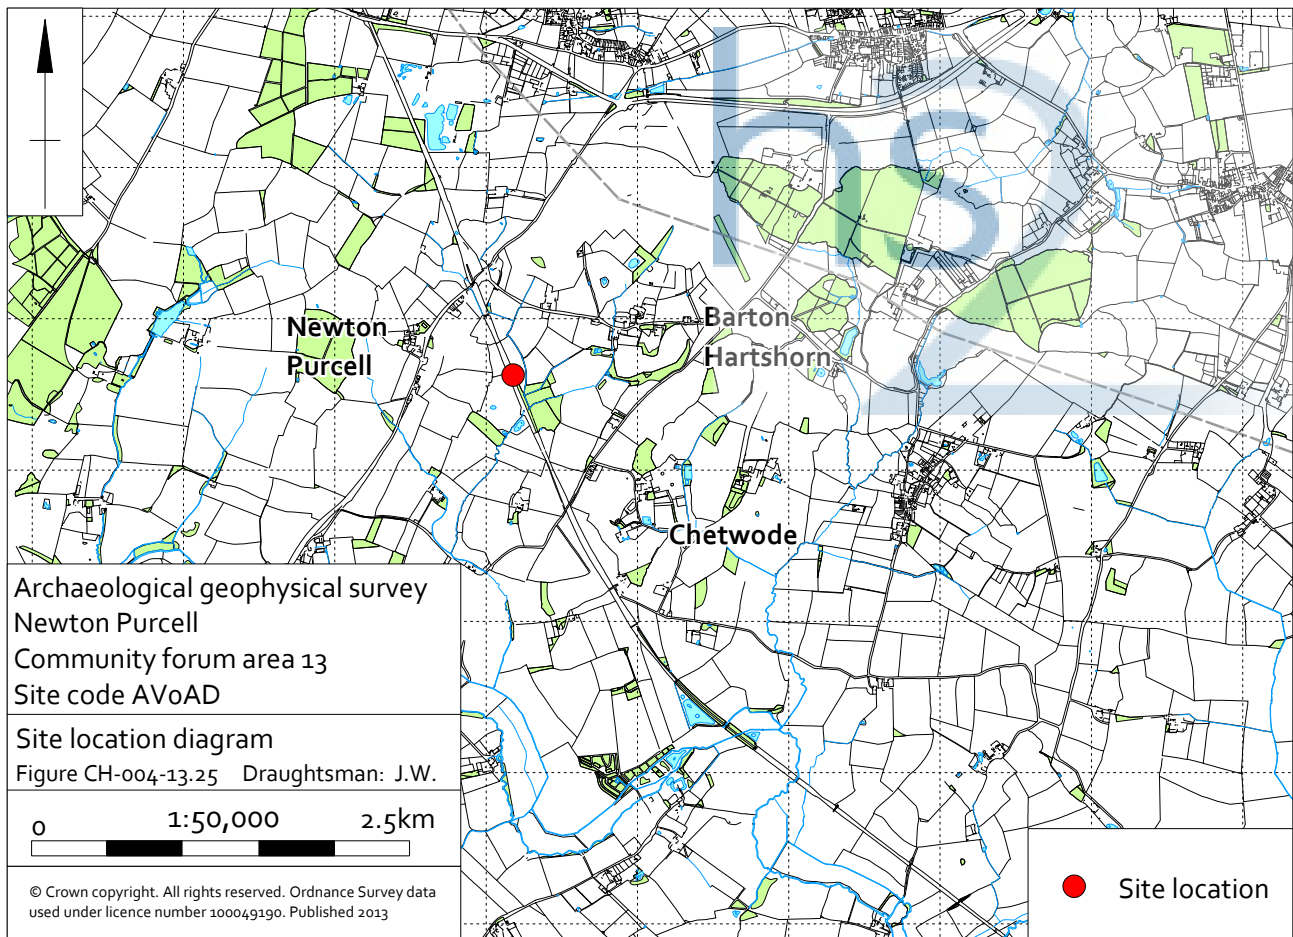 hs2
Newton
Purcell
Barton
Hartshorn
Chetwode
Archaeological geophysical survey
Newton Purcell
Community forum area 13
Site code AV0AD
Site location diagram
Figure CH-004-13.25 Draughtsman: J.W.
0 1:50,000 2.5km
© Crown copyright. All rights reserved. Ordnance Survey data
used under licence number 100049190. Published 2013
Site location